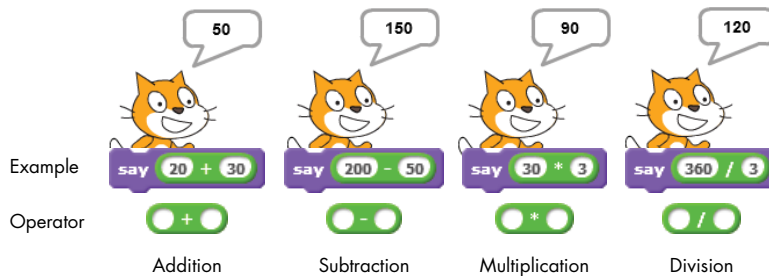 50 150 90 120
Example say 20 + 30 say 200 - 50 say 30 * 3 say 360 / 3
Operator + - * /
Addition Subtraction Multiplication Division